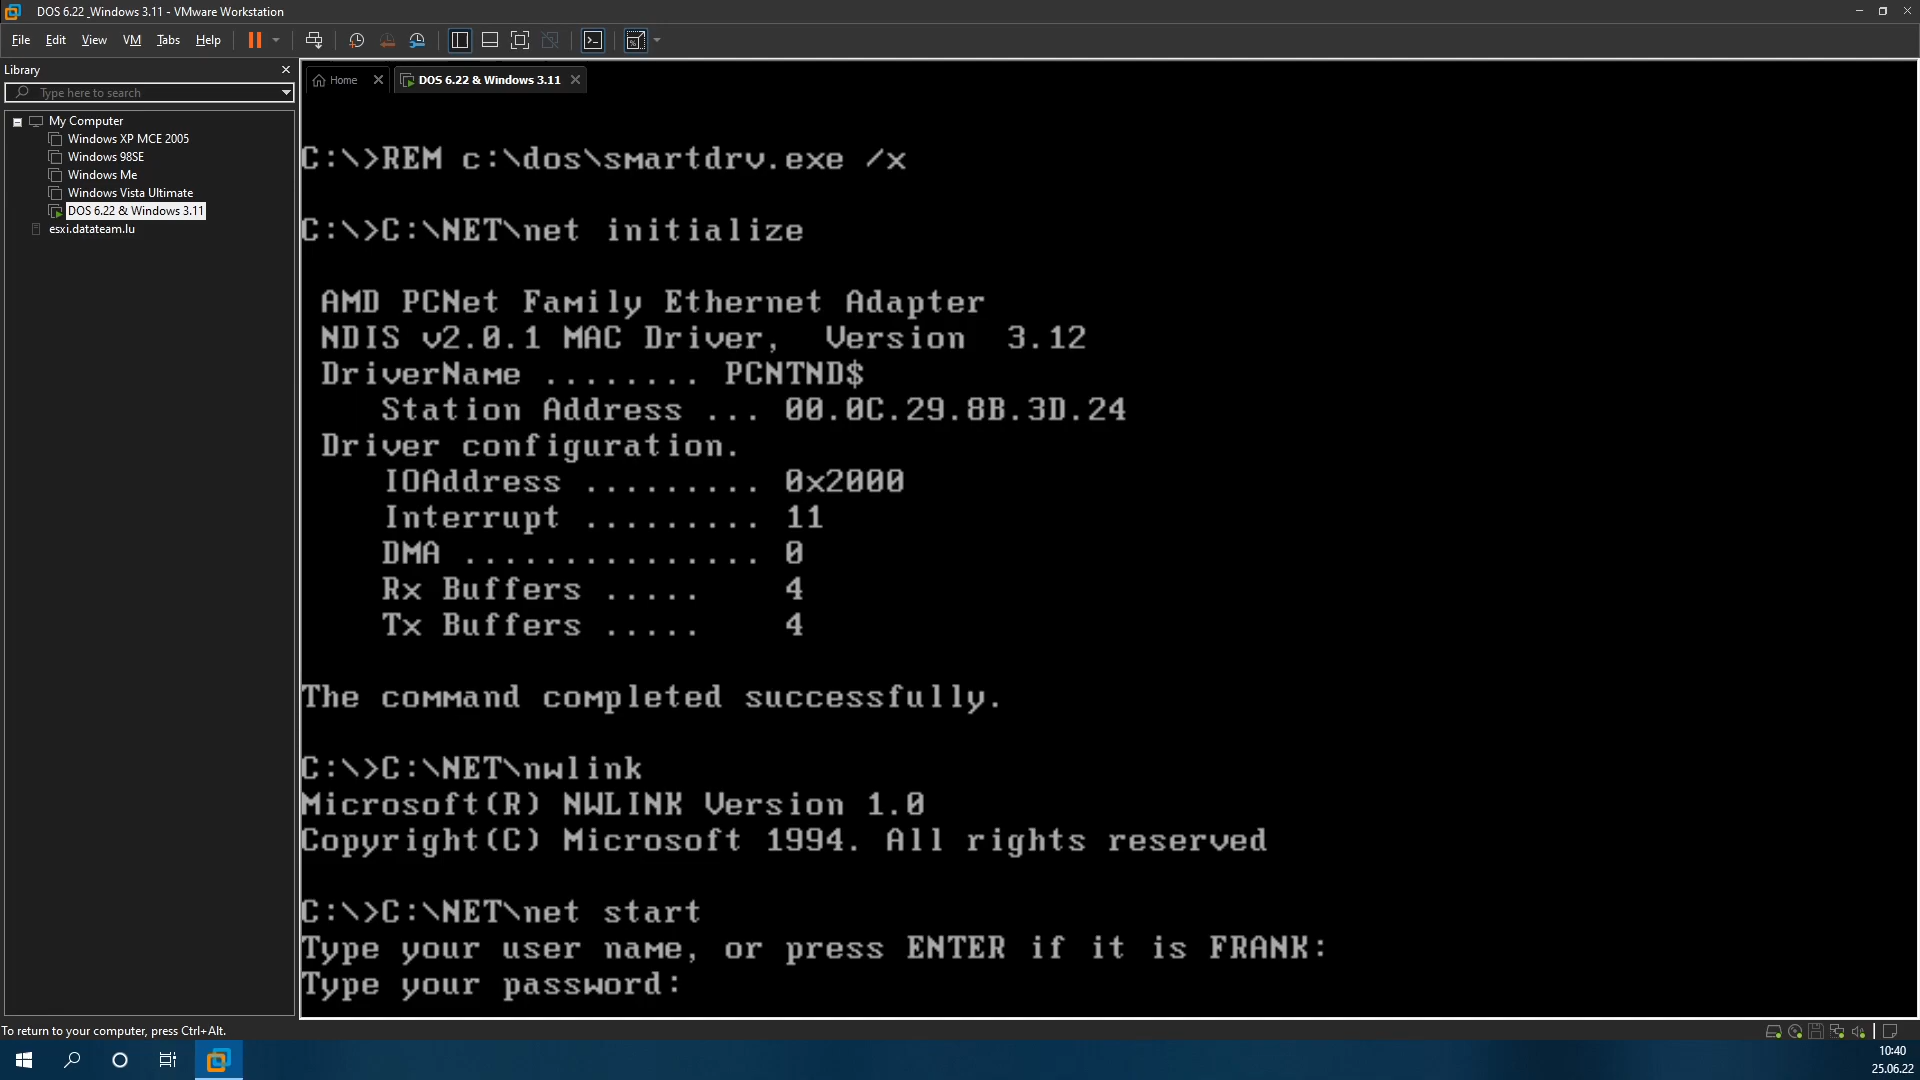 DOS 6.22 _Windows 3.11 - VMware Workstation
File Edit View VM Tabs Help
Library
Type here to search
My Computer
Windows XP MCE 2005
Windows 98SE
Windows Me
Windows Vista Ultimate
DOS 6.22 & Windows 3.11
esxi.datateam.lu
Home
DOS 6.22 & Windows 3.11
C:\>REM c:\dos\smartdrv.exe /x
C:\>C:\NET\net initialize
AMD PCNet Family Ethernet Adapter
NDIS v2.0.1 MAC Driver,  Version  3.12
DriverName ........ PCNTND$
Station Address ... 00.0C.29.8B.3D.24
Driver configuration.
IOAddress ......... 0x2000
Interrupt ......... 11
DMA ............... 0
Rx Buffers .....    4
Tx Buffers .....    4
The command completed successfully.
C:\>C:\NET\nwlink
Microsoft(R) NWLINK Version 1.0
Copyright(C) Microsoft 1994. All rights reserved
C:\>C:\NET\net start
Type your user name, or press ENTER if it is FRANK:
Type your password:
To return to your computer, press Ctrl+Alt.
10:40
25.06.22